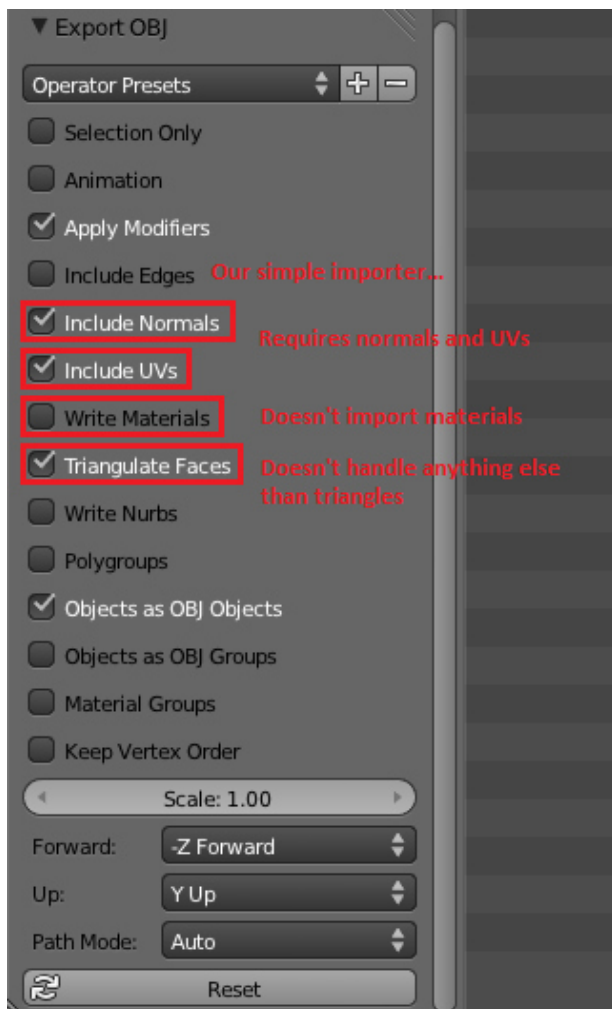 Export OBJ
Operator Presets
Selection Only
Animation
Apply Modifiers
Include Edges Our simple importer...
Include Normals
Requires normals and UVs
Include UVs
Write Materials Doesn't import materials
Triangulate Faces Doesn't handle anything else
than triangles
Write Nurbs
Polygroups
Objects as OBJ Objects
Objects as OBJ Groups
Material Groups
Keep Vertex Order
Scale: 1.00
Forward: -Z Forward
Up: Y Up
Path Mode: Auto
Reset